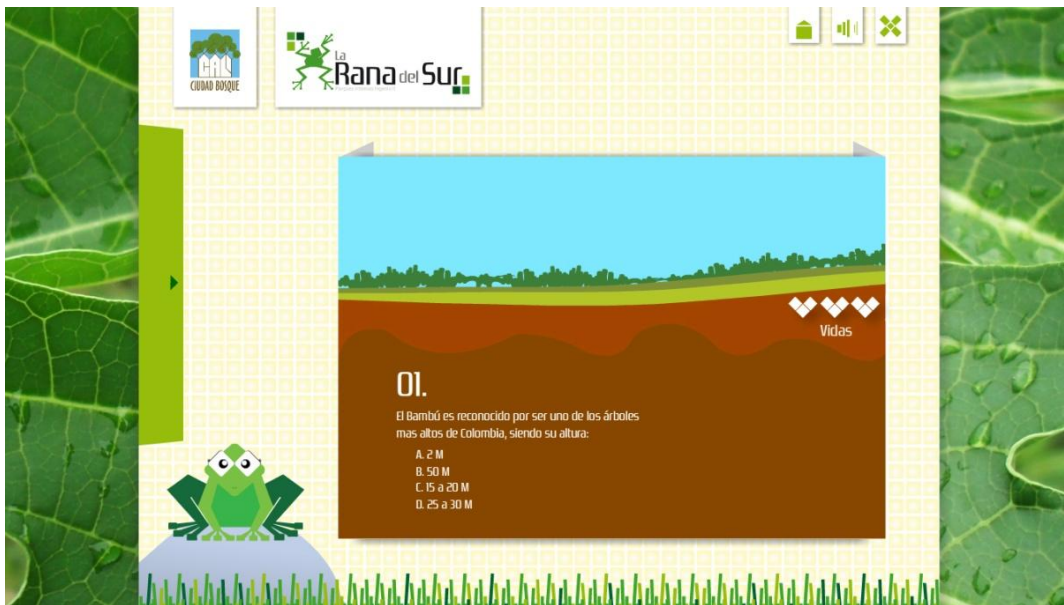 CAL
CIUDAD BOSQUE
La
Rana del Sur
Vidas
01.
El Bambú es reconocido por ser uno de los árboles
mas altos de Colombia, siendo su altura:
A. 2 M
B. 50 M
C. 15 a 20 M
D. 25 a 30 M